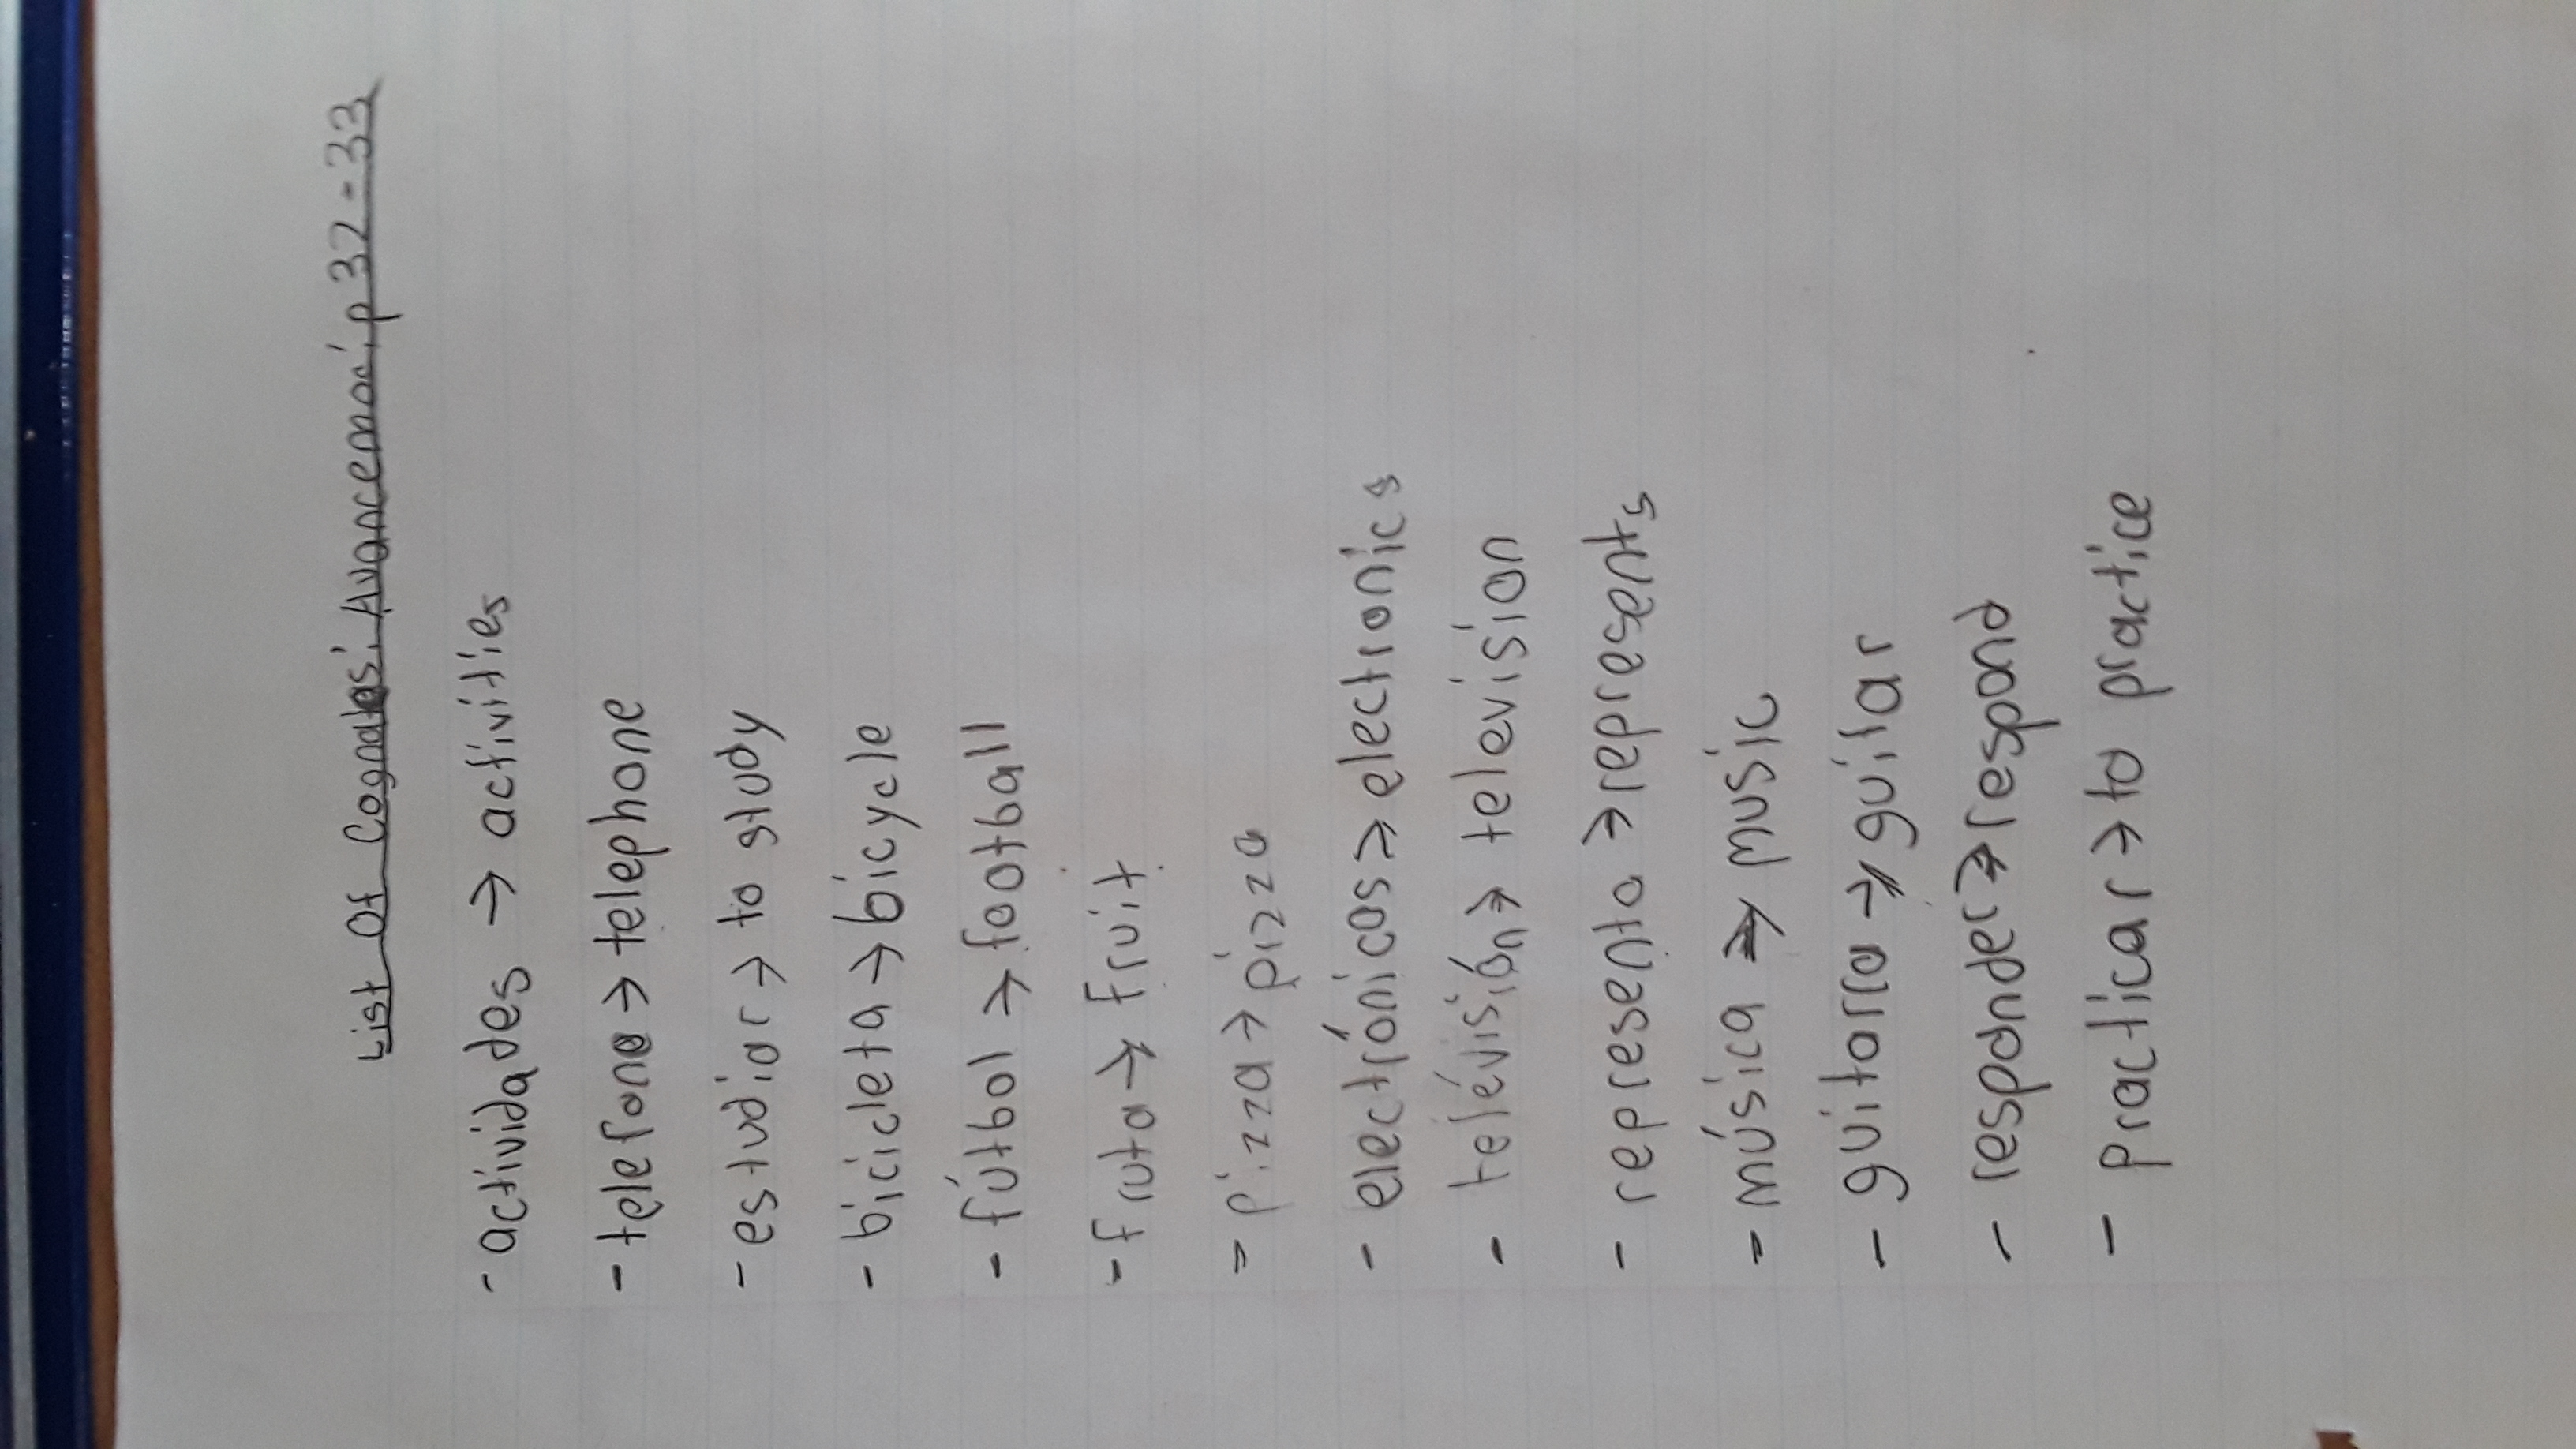 List Of Cognates: Avancemos: p 32-33
- actividades → activities
- telefono → telephone
- estudiar → to study
- bicicleta → bicycle
- fútbol → football
- fruta → fruit
- pizza → pizza
- electrónicos → electronics
- telévisión → television
- representa → represents
- música → music
- guitarra → guitar
- responder → respond
- practicar → to practice